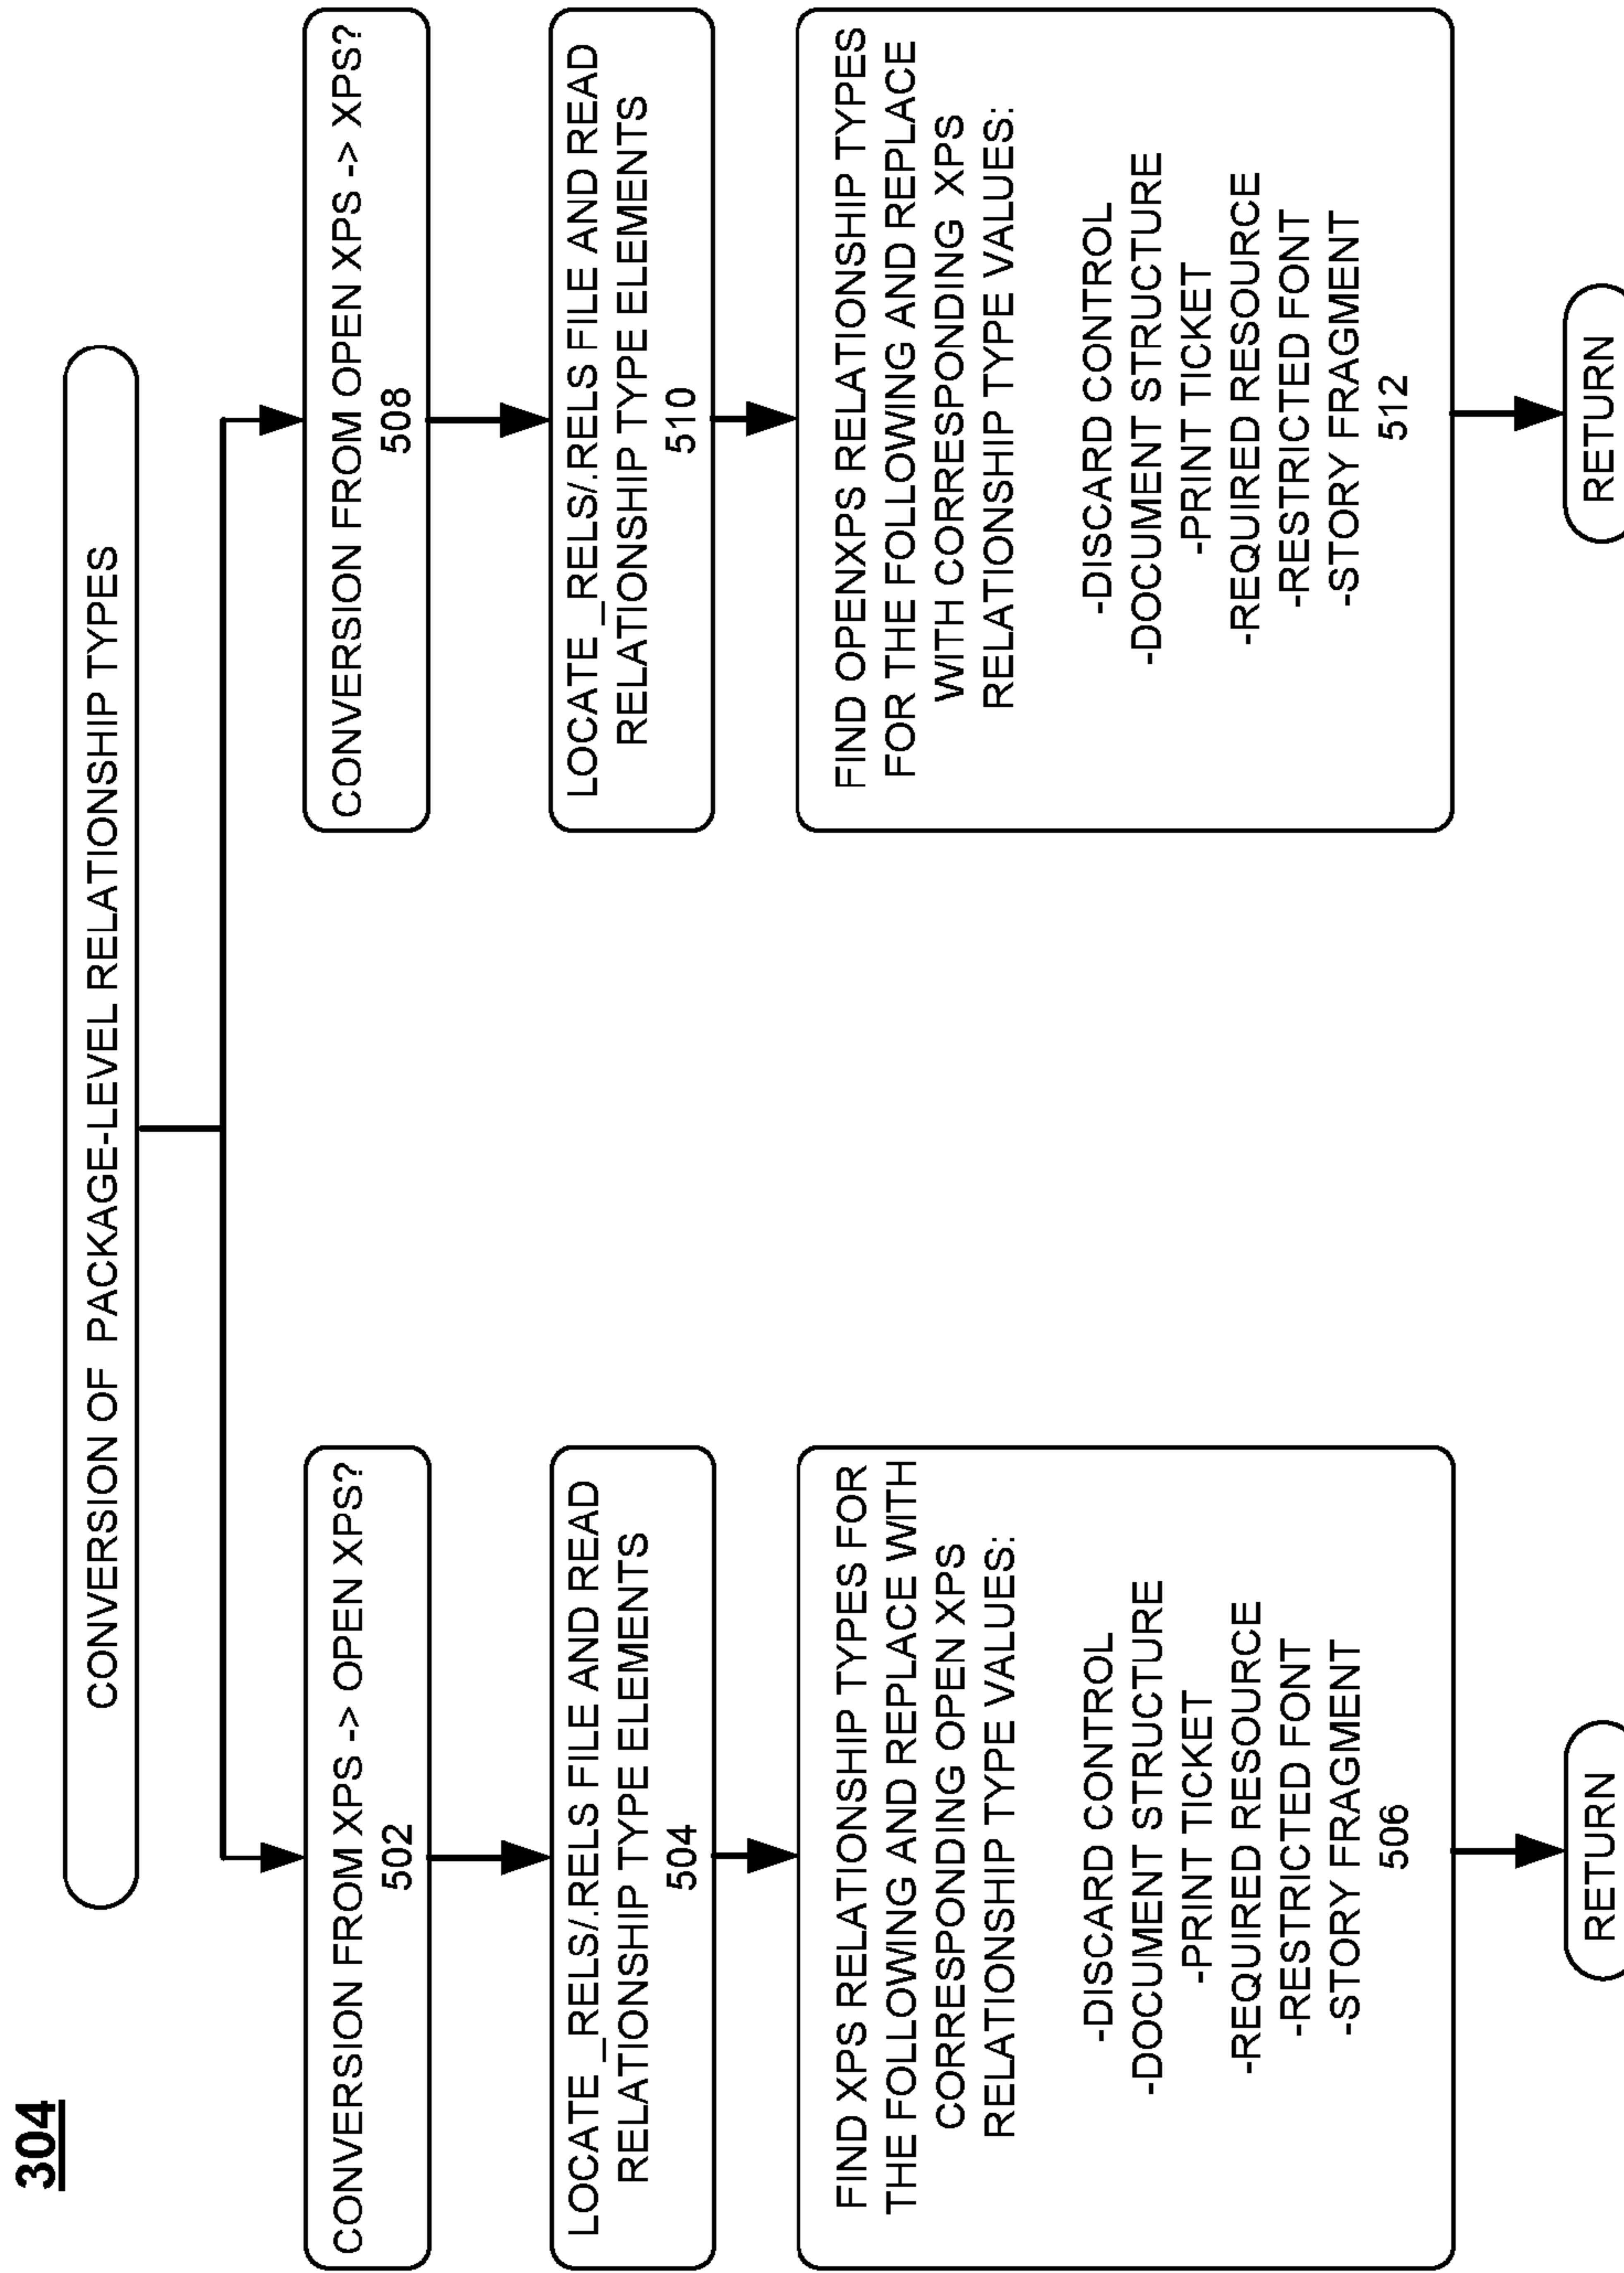 304
CONVERSION OF PACKAGE-LEVEL RELATIONSHIP TYPES
CONVERSION FROM XPS -> OPEN XPS?
502
LOCATE _RELS/.RELS FILE AND READ
RELATIONSHIP TYPE ELEMENTS
504
FIND XPS RELATIONSHIP TYPES FOR
THE FOLLOWING AND REPLACE WITH
CORRESPONDING OPEN XPS
RELATIONSHIP TYPE VALUES:
-DISCARD CONTROL
-DOCUMENT STRUCTURE
-PRINT TICKET
-REQUIRED RESOURCE
-RESTRICTED FONT
-STORY FRAGMENT
506
RETURN
CONVERSION FROM OPEN XPS -> XPS?
508
LOCATE _RELS/.RELS FILE AND READ
RELATIONSHIP TYPE ELEMENTS
510
FIND OPENXPS RELATIONSHIP TYPES
FOR THE FOLLOWING AND REPLACE
WITH CORRESPONDING XPS
RELATIONSHIP TYPE VALUES:
-DISCARD CONTROL
-DOCUMENT STRUCTURE
-PRINT TICKET
-REQUIRED RESOURCE
-RESTRICTED FONT
-STORY FRAGMENT
512
RETURN